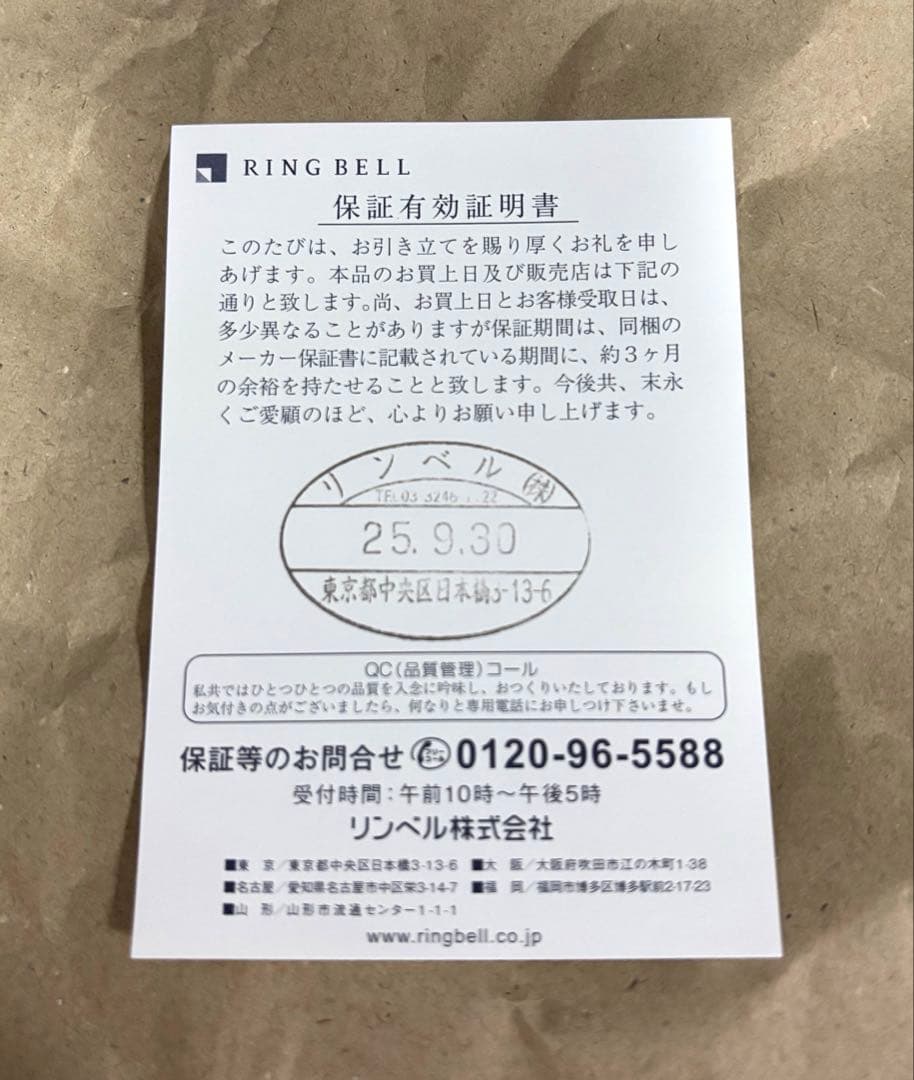 RINGBELL
保証有効証明書
このたびは、お引き立てを賜り厚くお礼を申し
あげます。本品のお買上日及び販売店は下記の
通りと致します。尚、お買上日とお客様受取日は、
多少異なることがありますが保証期間は、同梱の
メーカー保証書に記載されている期間に、約3ヶ月
の余裕を持たせることと致します。今後共、末永
くご愛顧のほど、心よりお願い申し上げます。
リンベル㈱
TEL03 3246
25.9.30
東京都中央区日本橋3-13-6
QC(品質管理)コール
私共ではひとつひとつの品質を入念に吟味し、おつくりいたしております。もし
お気付きの点がございましたら、何なりと専用電話にお申しつけ下さいませ。
保証等のお問合せ 0120-96-5588
受付時間：午前10時～午後5時
リンベル株式会社
■東 京／東京都中央区日本橋3-13-6 ■大 阪／大阪府吹田市江の木町1-38
■名古屋／愛知県名古屋市中区栄3-14-7 ■福 岡／福岡市博多区博多駅前2-17-23
■山 形／山形市流通センター1-1-1
www.ringbell.co.jp